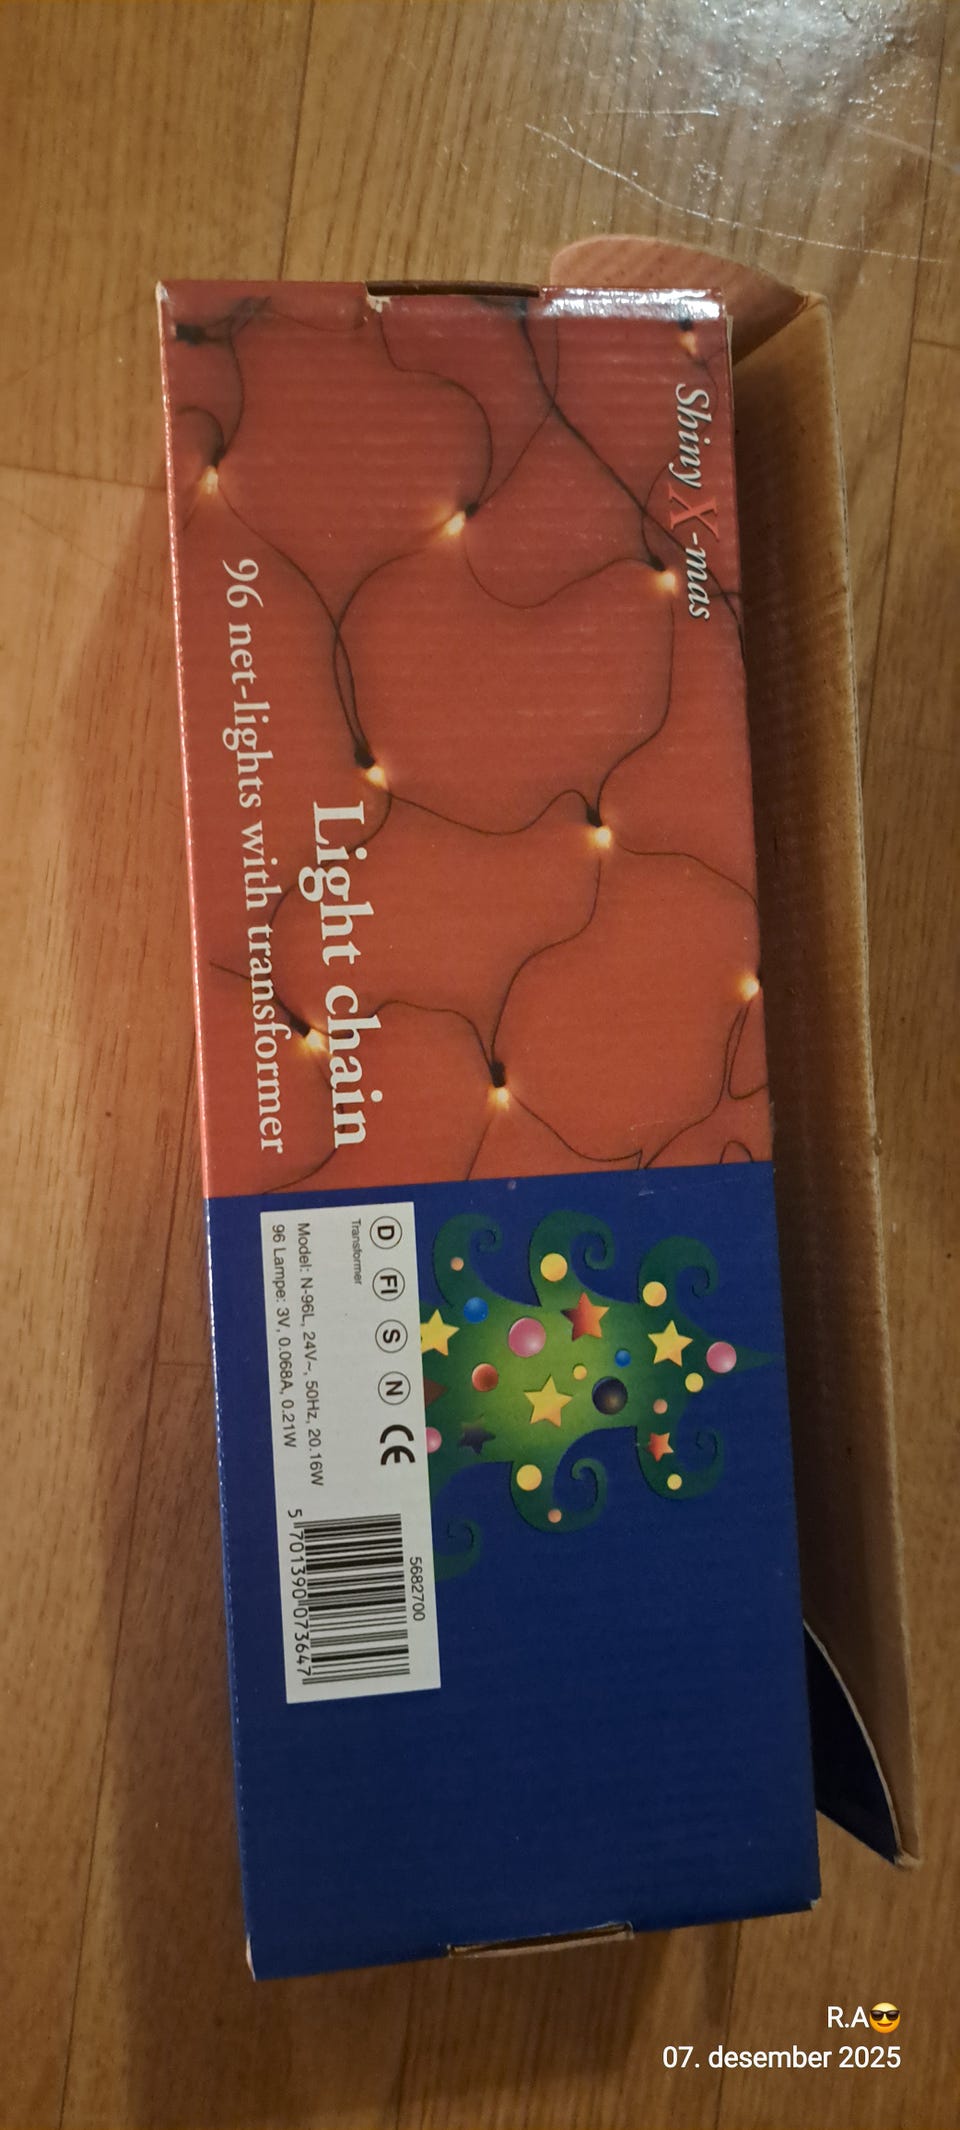 Shiny X-mas
Light chain
96 net-lights with transformer
D FI S N CE
Transformer
Model: N-96L, 24V~, 50Hz, 20.16W
96 Lampe: 3V, 0.068A, 0.21W
5682700
5 701390 073647
R.A😎
07. desember 2025